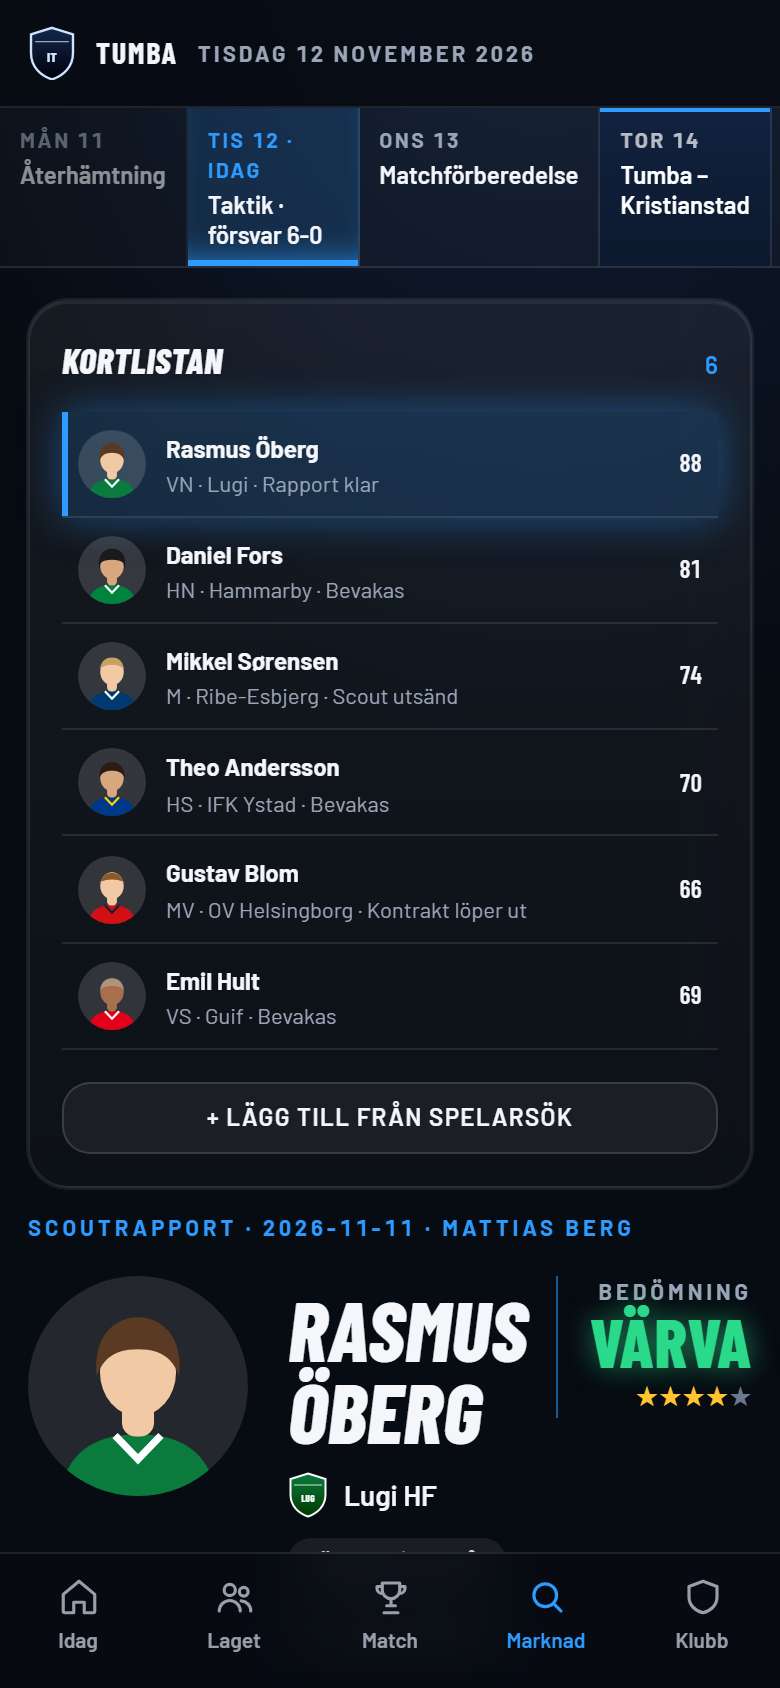 IT
TUMBA TISDAG 12 NOVEMBER 2026
MÅN 11
Återhämtning
TIS 12 ·
IDAG
Taktik ·
försvar 6-0
ONS 13
Matchförberedelse
TOR 14
Tumba –
Kristianstad
KORTLISTAN 6
Rasmus Öberg
VN · Lugi · Rapport klar
88
Daniel Fors
HN · Hammarby · Bevakas
81
Mikkel Sørensen
M · Ribe-Esbjerg · Scout utsänd
74
Theo Andersson
HS · IFK Ystad · Bevakas
70
Gustav Blom
MV · OV Helsingborg · Kontrakt löper ut
66
Emil Hult
VS · Guif · Bevakas
69
+ LÄGG TILL FRÅN SPELARSÖK
SCOUTRAPPORT · 2026-11-11 · MATTIAS BERG
RASMUS
ÖBERG
BEDÖMNING
VÄRVA
★★★★★
LUG
Lugi HF
Idag
Laget
Match
Marknad
Klubb